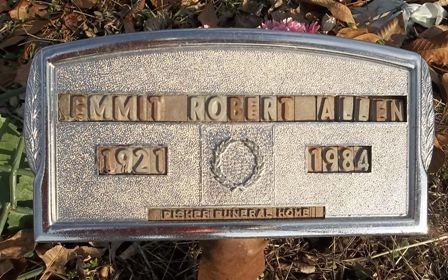 EMMIT ROBERT ALLEN
1921 1984
FISHER FUNERAL HOME